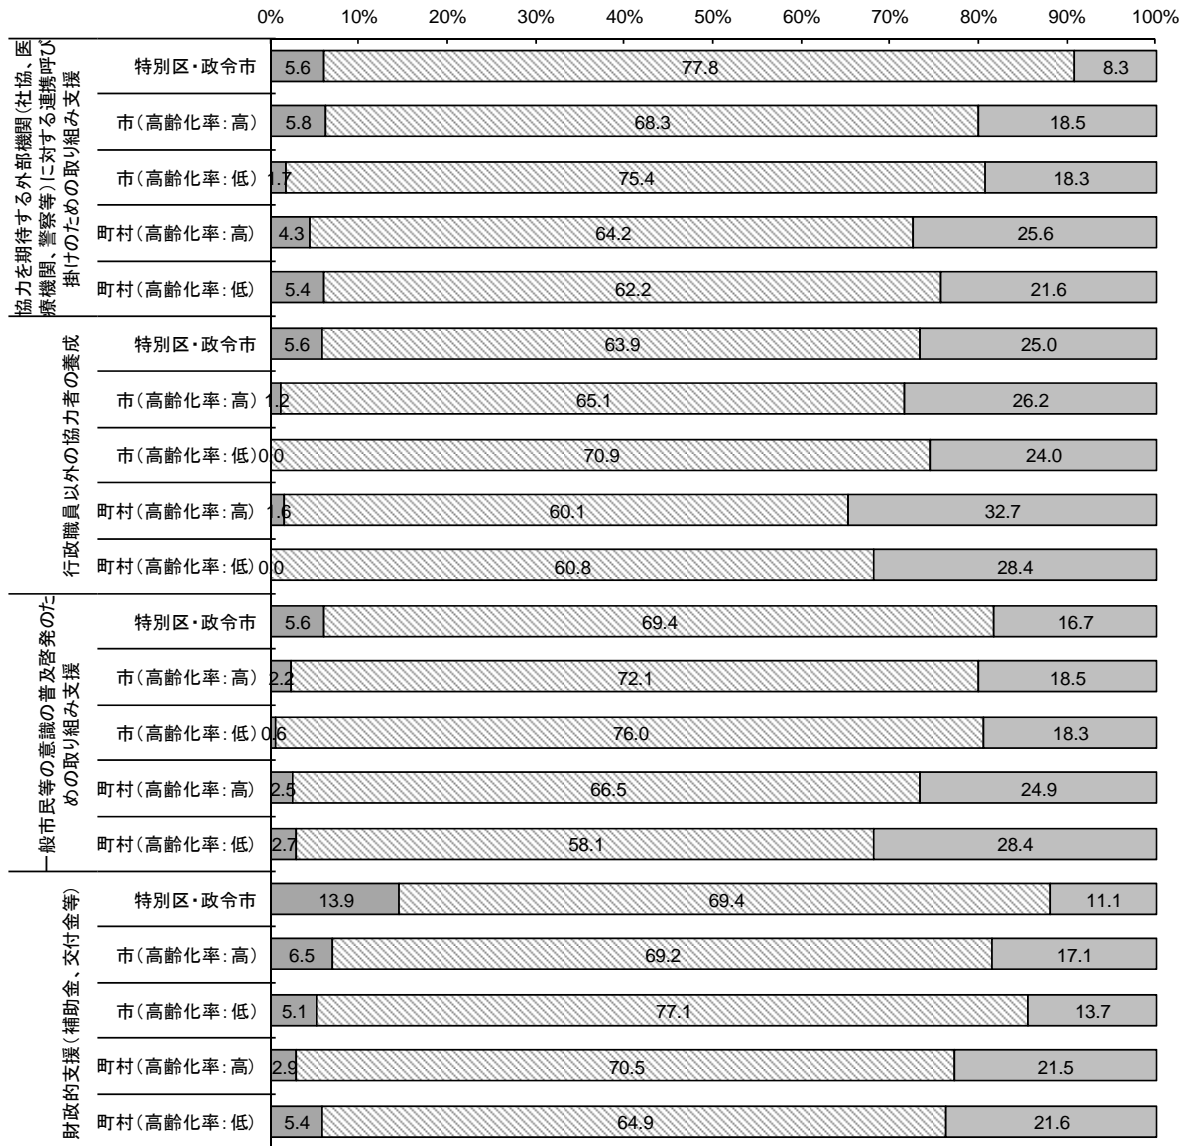 0% 10% 20% 30% 40% 50% 60% 70% 80% 90% 100%
協力を期待する外部機関(社協、医
療機関、警察等)に対する連携呼び
掛けのための取り組み支援
特別区・政令市 5.6 77.8 8.3
市(高齢化率:高) 5.8 68.3 18.5
市(高齢化率:低) 1.7 75.4 18.3
町村(高齢化率:高) 4.3 64.2 25.6
町村(高齢化率:低) 5.4 62.2 21.6
行政職員以外の協力者の養成
特別区・政令市 5.6 63.9 25.0
市(高齢化率:高) 1.2 65.1 26.2
市(高齢化率:低) 0.0 70.9 24.0
町村(高齢化率:高) 1.6 60.1 32.7
町村(高齢化率:低) 0.0 60.8 28.4
一般市民等の意識の普及啓発のた
めの取り組み支援
特別区・政令市 5.6 69.4 16.7
市(高齢化率:高) 2.2 72.1 18.5
市(高齢化率:低) 0.6 76.0 18.3
町村(高齢化率:高) 2.5 66.5 24.9
町村(高齢化率:低) 2.7 58.1 28.4
財政的支援(補助金、交付金等)
特別区・政令市 13.9 69.4 11.1
市(高齢化率:高) 6.5 69.2 17.1
市(高齢化率:低) 5.1 77.1 13.7
町村(高齢化率:高) 2.9 70.5 21.5
町村(高齢化率:低) 5.4 64.9 21.6